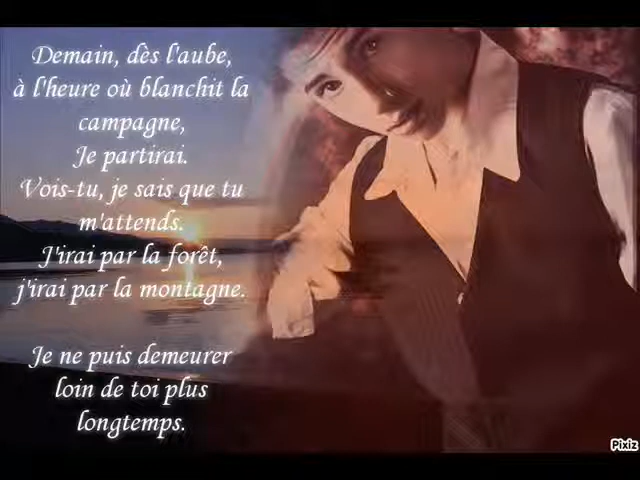 Demain, dès l'aube,
à l'heure où blanchit la
campagne,
Je partirai.
Vois-tu, je sais que tu
m'attends.
J'irai par la forêt,
j'irai par la montagne.
Je ne puis demeurer
loin de toi plus
longtemps.
Pixiz